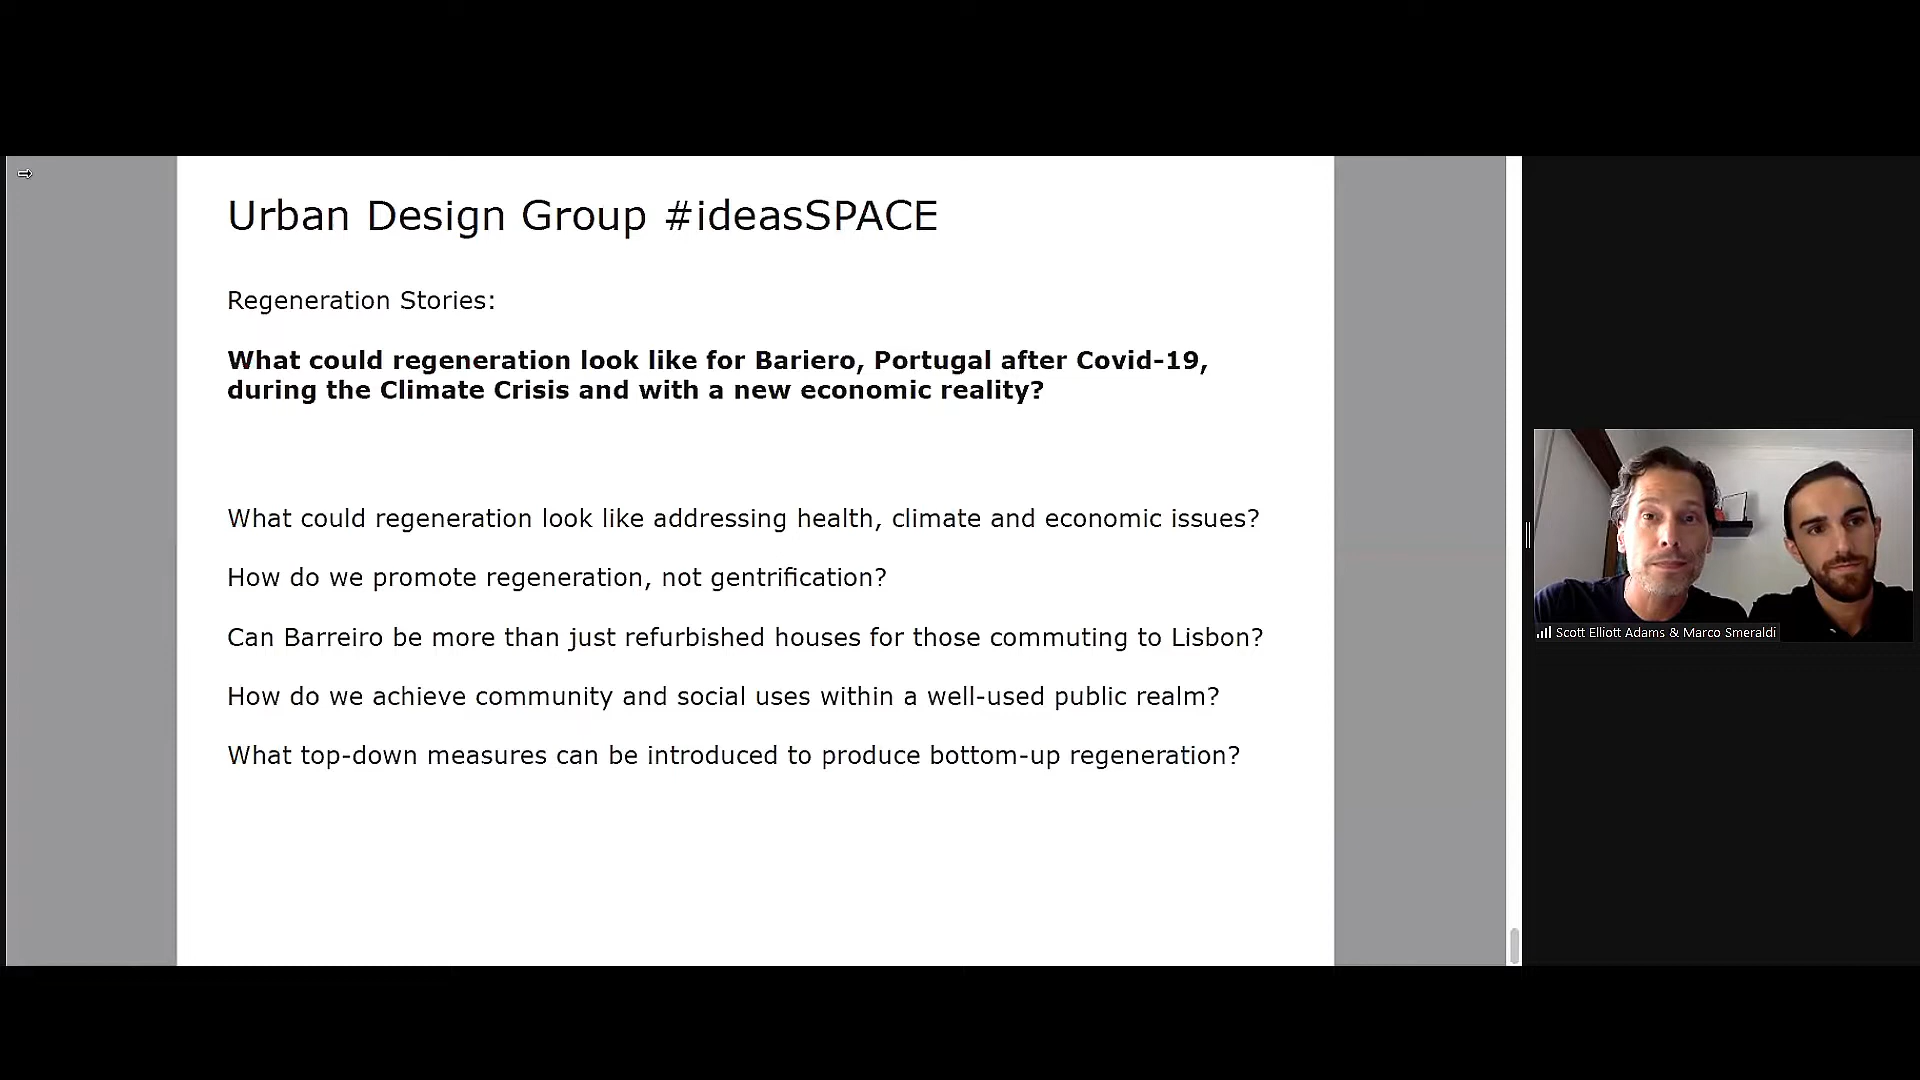 Urban Design Group #ideasSPACE
Regeneration Stories:
What could regeneration look like for Bariero, Portugal after Covid-19,
during the Climate Crisis and with a new economic reality?
What could regeneration look like addressing health, climate and economic issues?
How do we promote regeneration, not gentrification?
Can Barreiro be more than just refurbished houses for those commuting to Lisbon?
How do we achieve community and social uses within a well-used public realm?
What top-down measures can be introduced to produce bottom-up regeneration?
Scott Elliott Adams & Marco Smeraldi